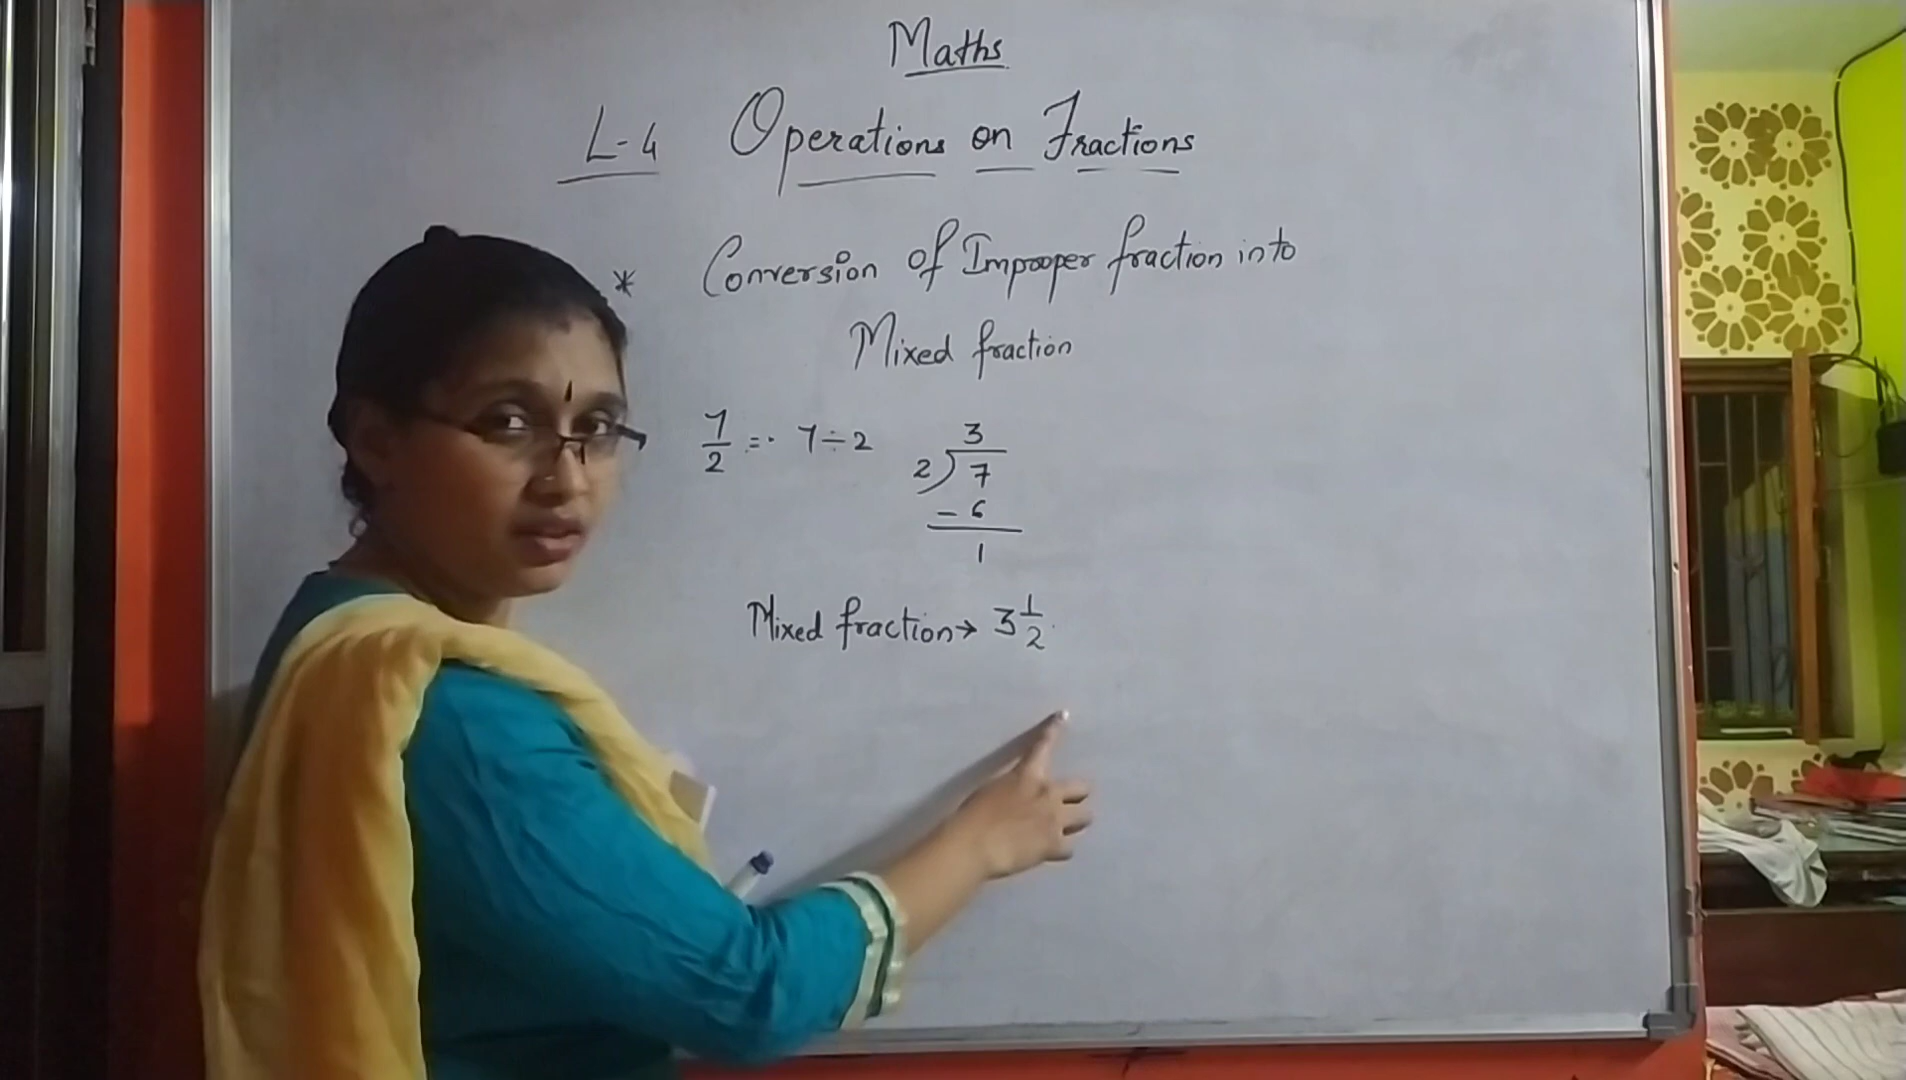 Maths
L-4 Operations on Fractions
* Conversion of Improper fraction into
Mixed fraction
7/2 = 7÷2
3
2)7
-6
1
Mixed fraction → 3 1/2